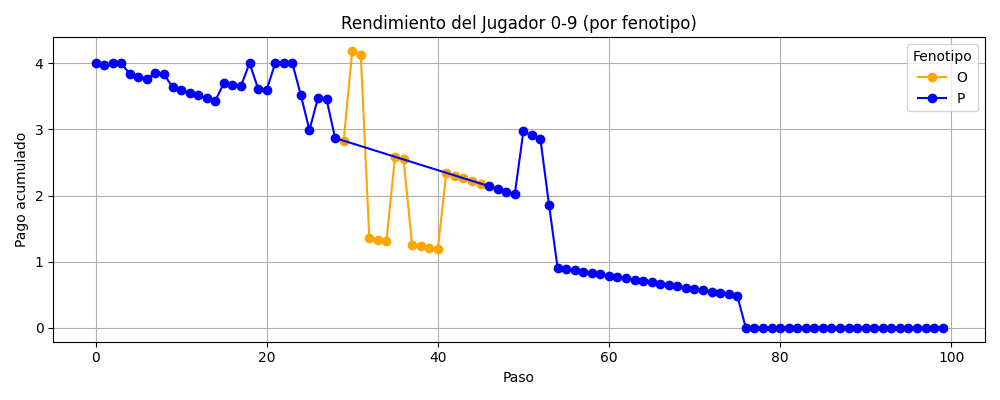 Rendimiento del Jugador 0-9 (por fenotipo)
Fenotipo
O
P
Pago acumulado
4
3
2
1
0
0 20 40 60 80 100
Paso